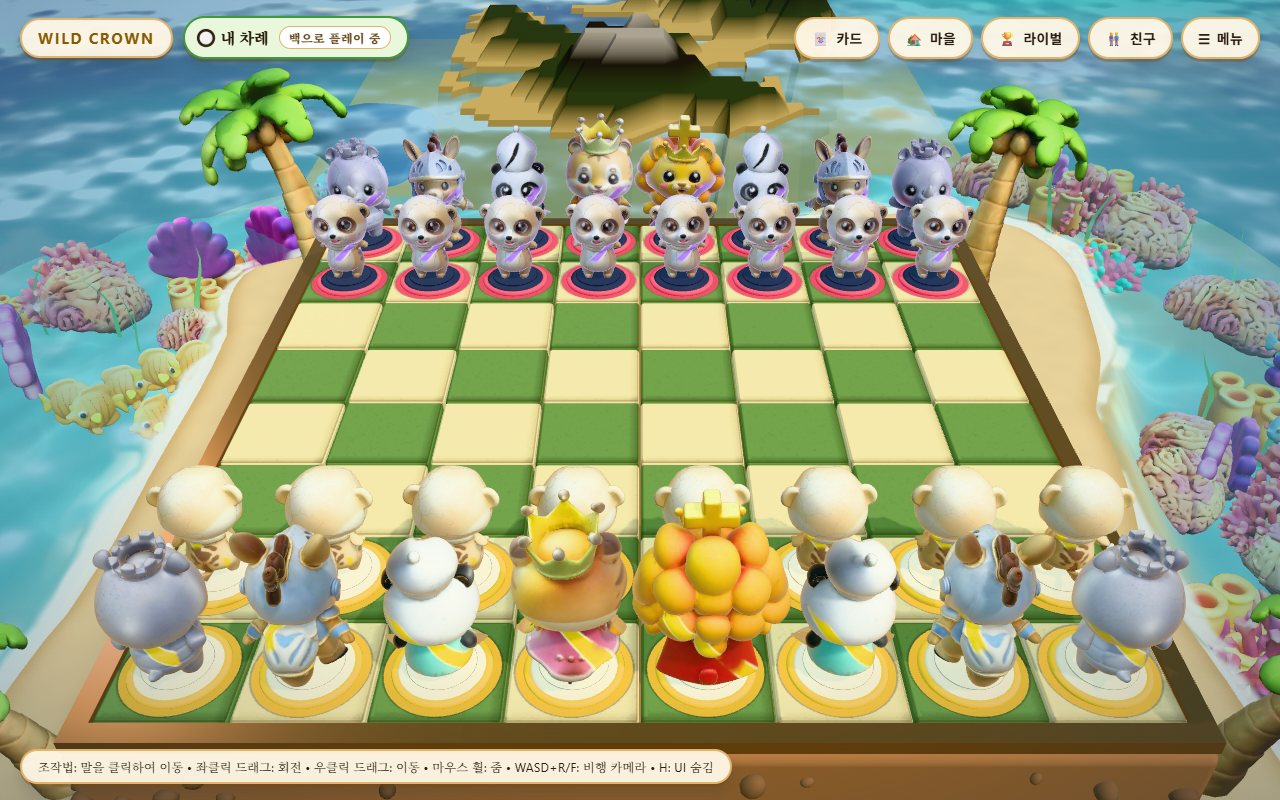 WILD CROWN
내 차례
백으로 플레이 중
카드
마을
라이벌
친구
☰ 메뉴
조작법: 말을 클릭하여 이동 • 좌클릭 드래그: 회전 • 우클릭 드래그: 이동 • 마우스 휠: 줌 • WASD+R/F: 비행 카메라 • H: UI 숨김